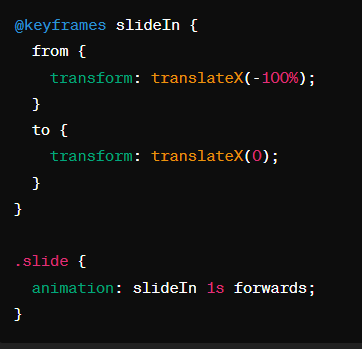 @keyframes slideIn {
  from {
    transform: translateX(-100%);
  }
  to {
    transform: translateX(0);
  }
}

.slide {
  animation: slideIn 1s forwards;
}